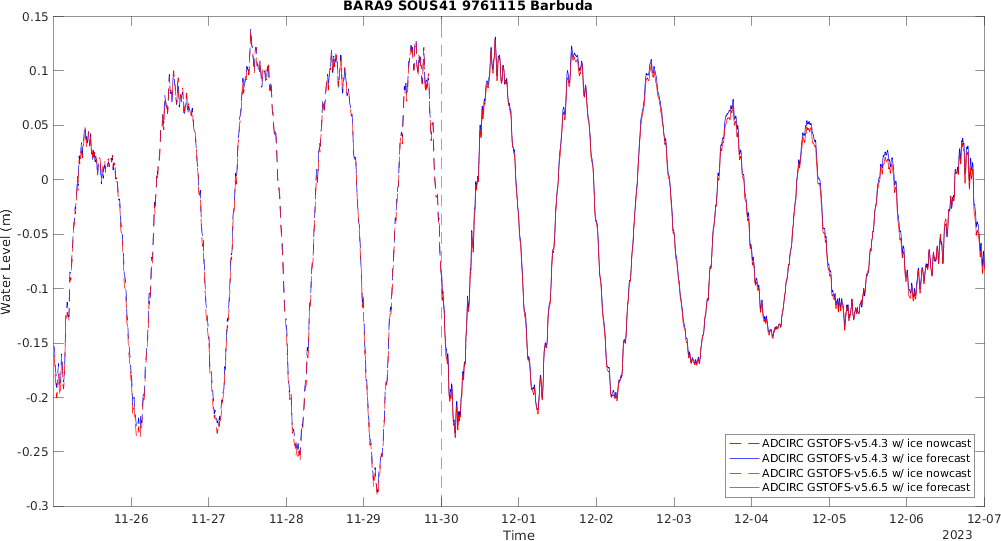 BARA9 SOUS41 9761115 Barbuda
0.15
0.1
0.05
0
-0.05
-0.1
-0.15
-0.2
-0.25
-0.3
Water Level (m)
11-26 11-27 11-28 11-29 11-30 12-01 12-02 12-03 12-04 12-05 12-06 12-07
Time
2023
ADCIRC GSTOFS-v5.4.3 w/ ice nowcast
ADCIRC GSTOFS-v5.4.3 w/ ice forecast
ADCIRC GSTOFS-v5.6.5 w/ ice nowcast
ADCIRC GSTOFS-v5.6.5 w/ ice forecast